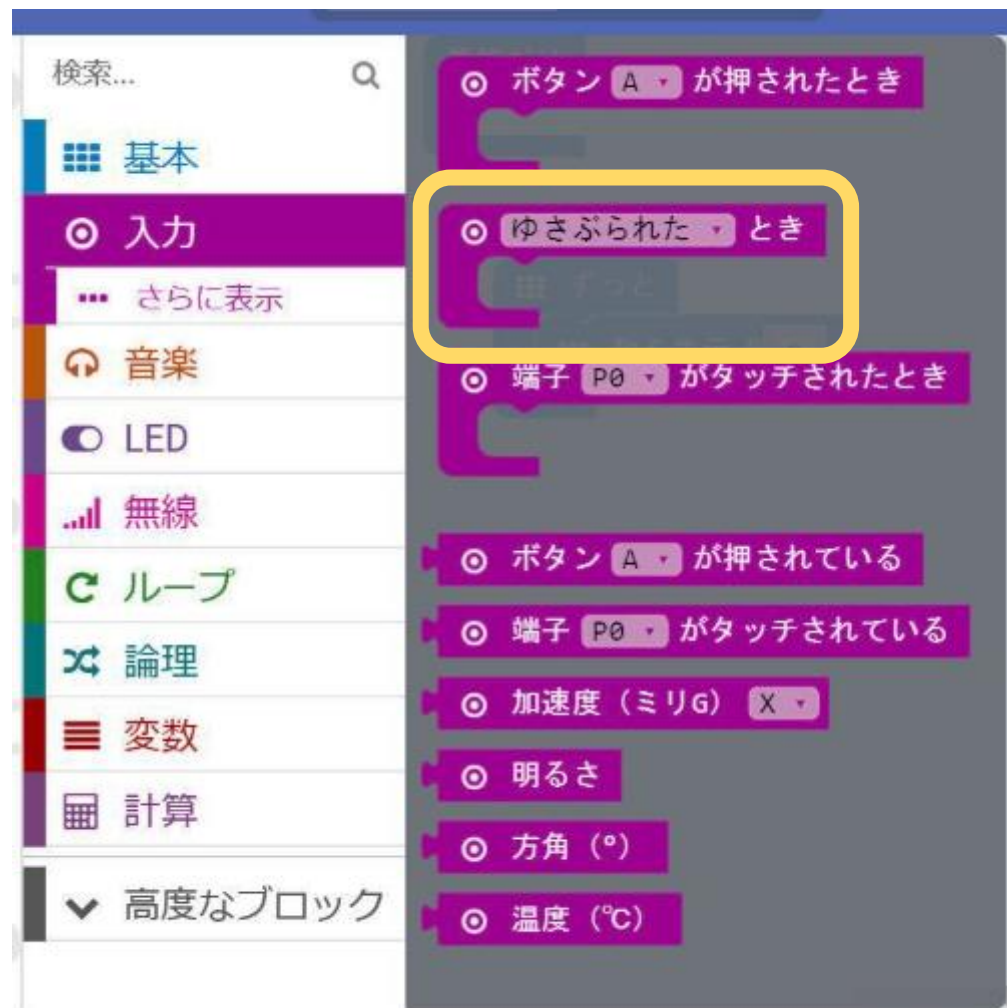 検索...
基本
入力
さらに表示
音楽
LED
無線
ループ
論理
変数
計算
高度なブロック
ボタン A が押されたとき
ゆさぶられた とき
ずっと
端子 P0 がタッチされたとき
ボタン A が押されている
端子 P0 がタッチされている
加速度（ミリG） X
明るさ
方角（°）
温度（℃）